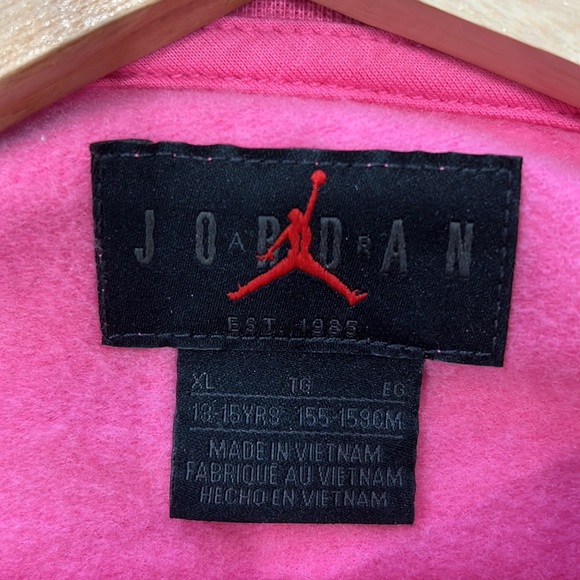 JORDAN
AIR
EST. 1985
XL TG EG
13-15YRS 155-159CM
MADE IN VIETNAM
FABRIQUÉ AU VIETNAM
HECHO EN VIETNAM